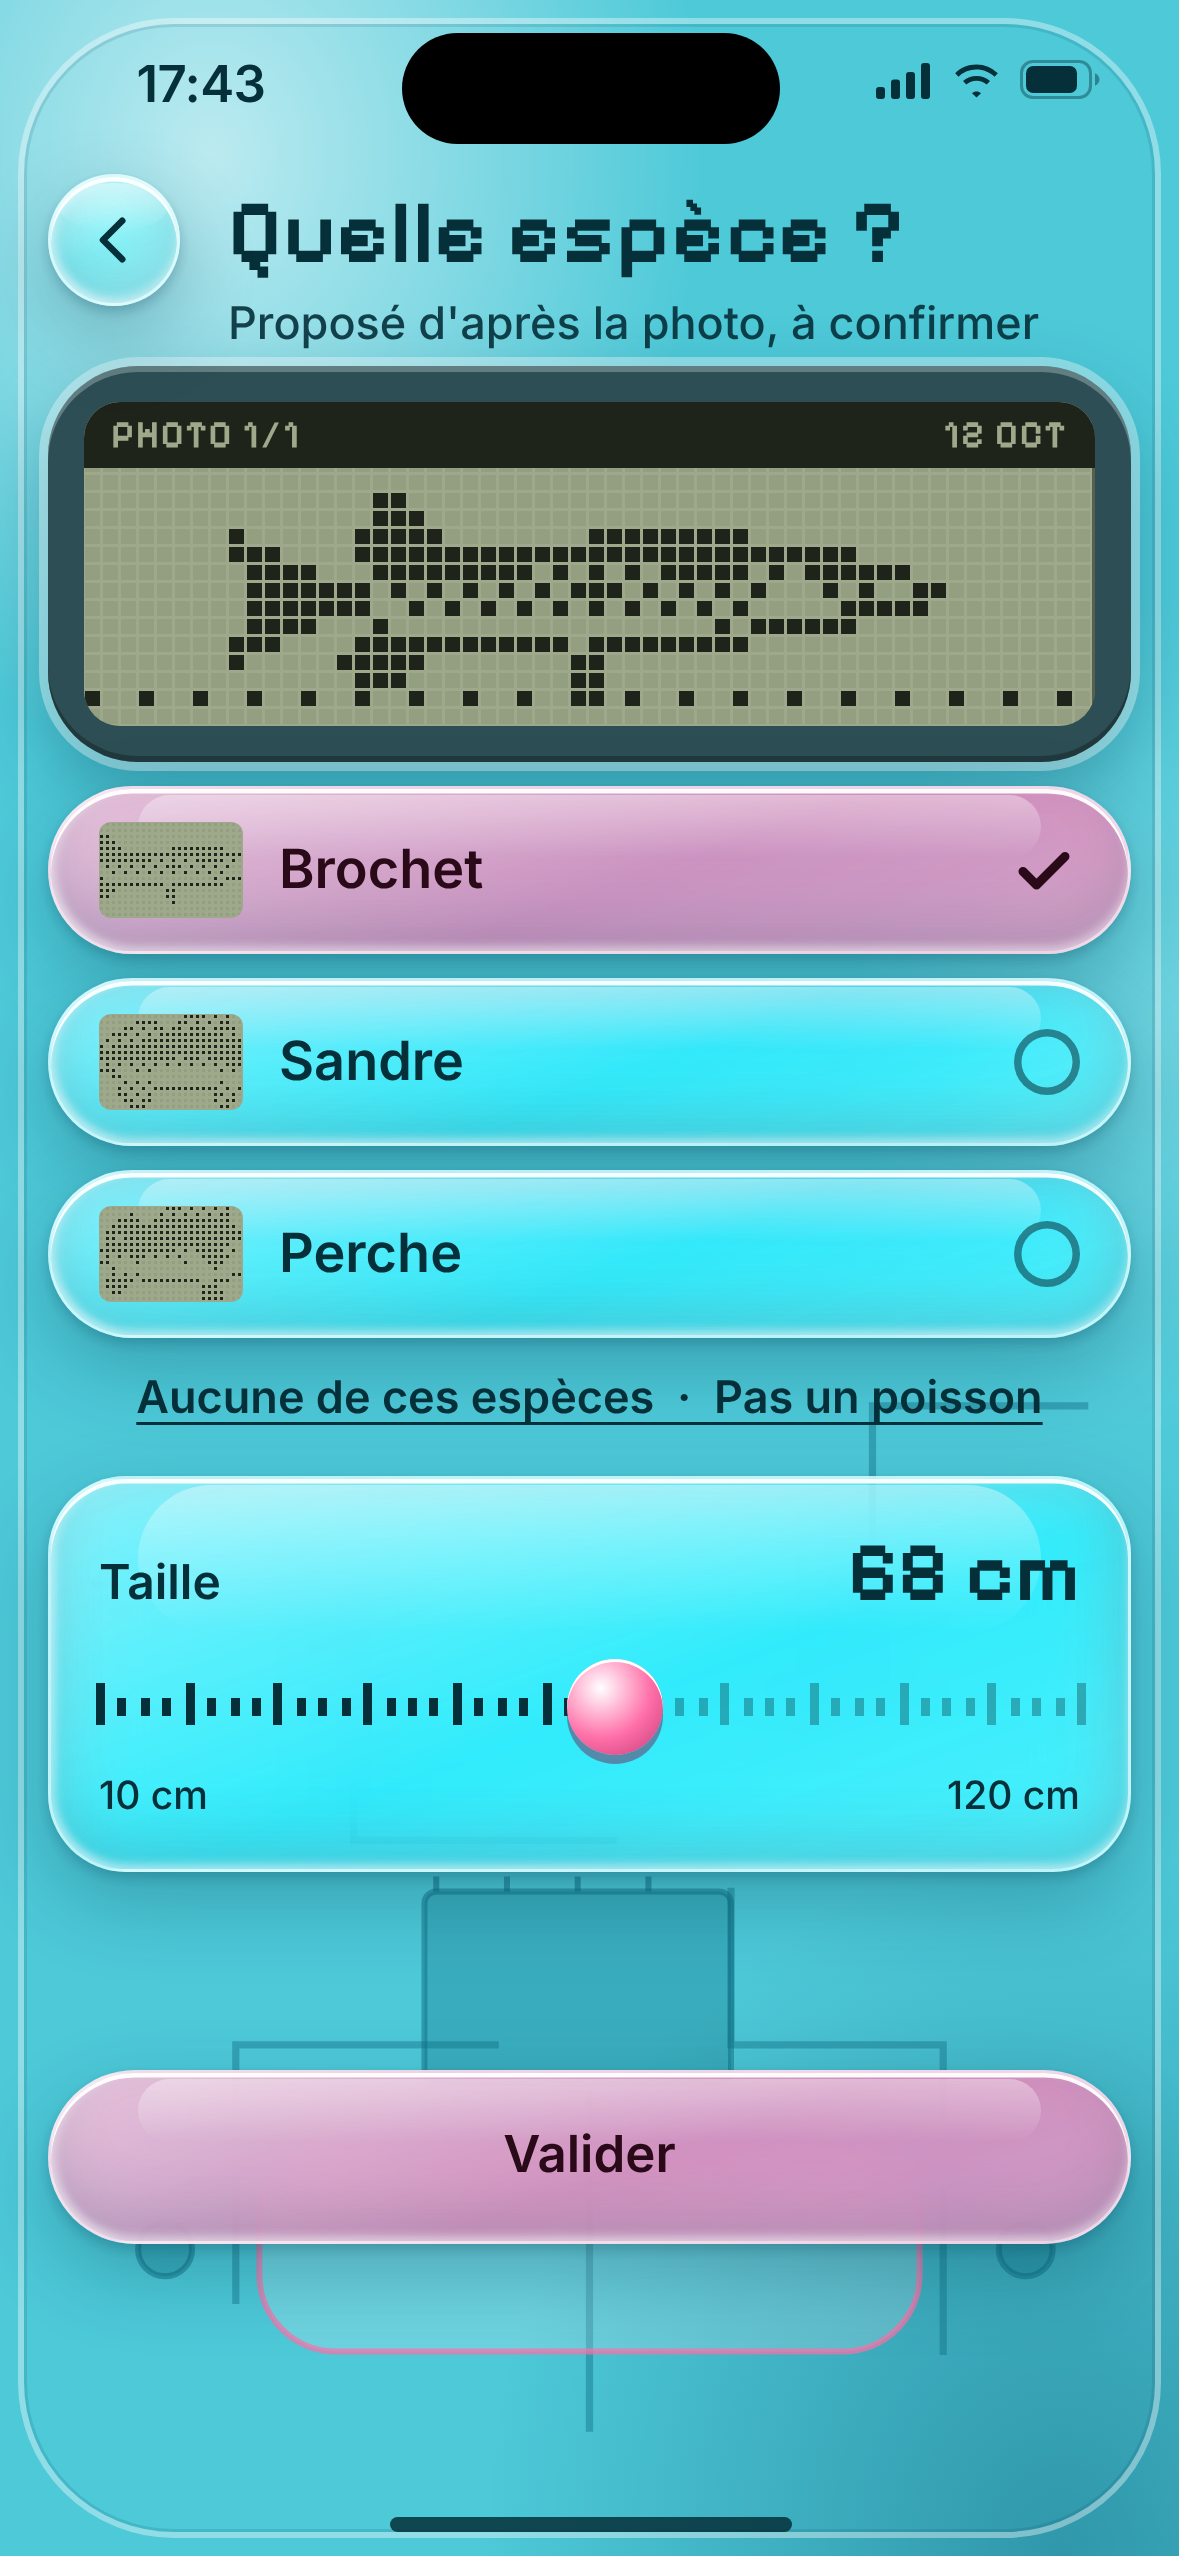 17:43
Quelle espèce ?
Proposé d'après la photo, à confirmer
PHOTO 1/1 12 OCT
Brochet
Sandre
Perche
Aucune de ces espèces · Pas un poisson
Taille 68 cm
10 cm 120 cm
Valider